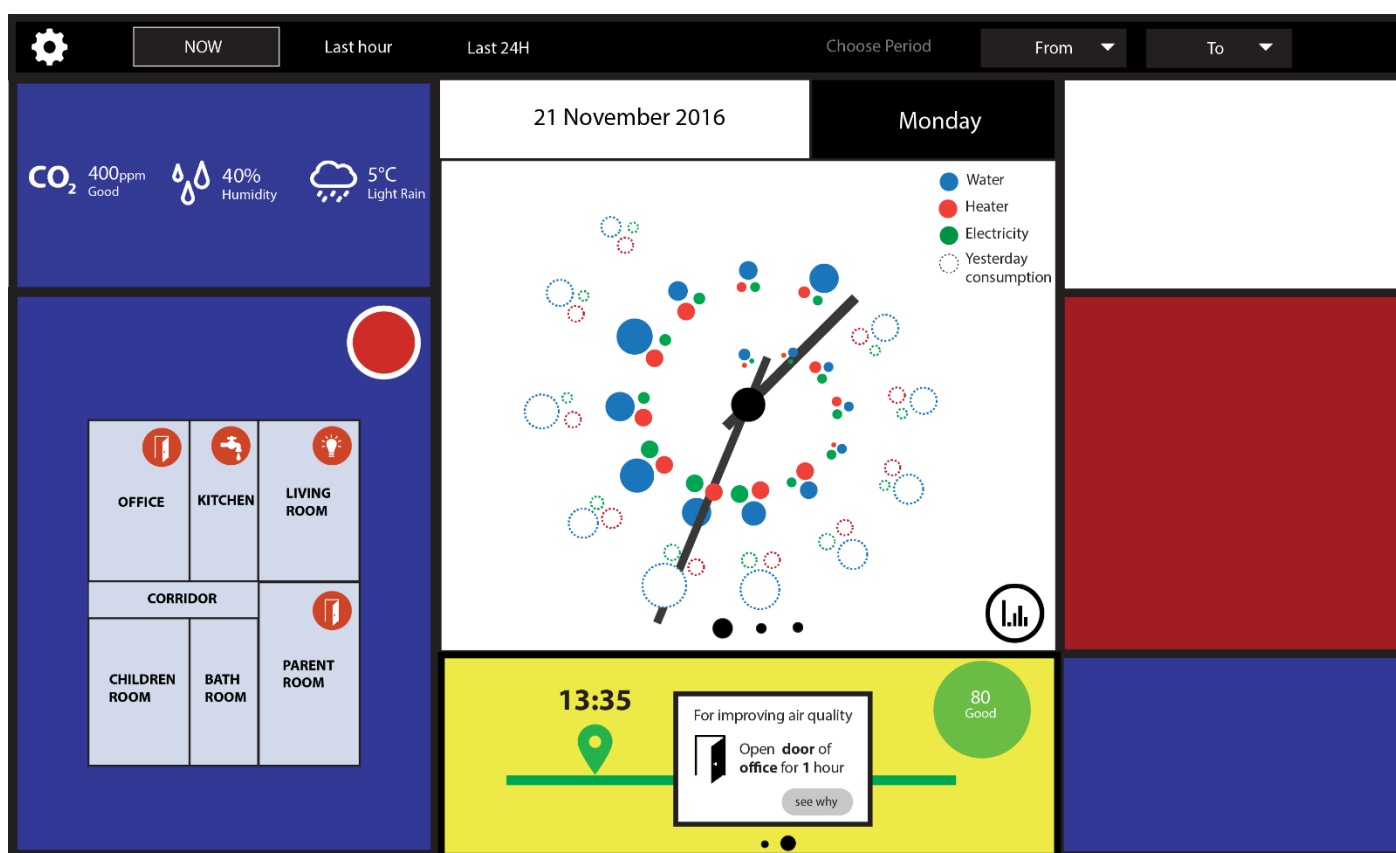 NOW
Last hour
Last 24H
Choose Period
From
To
CO2
400ppm
Good
40%
Humidity
5°C
Light Rain
21 November 2016
Monday
Water
Heater
Electricity
Yesterday
consumption
OFFICE
KITCHEN
LIVING
ROOM
CORRIDOR
CHILDREN
ROOM
BATH
ROOM
PARENT
ROOM
13:35
For improving air quality
Open door of
office for 1 hour
see why
80
Good